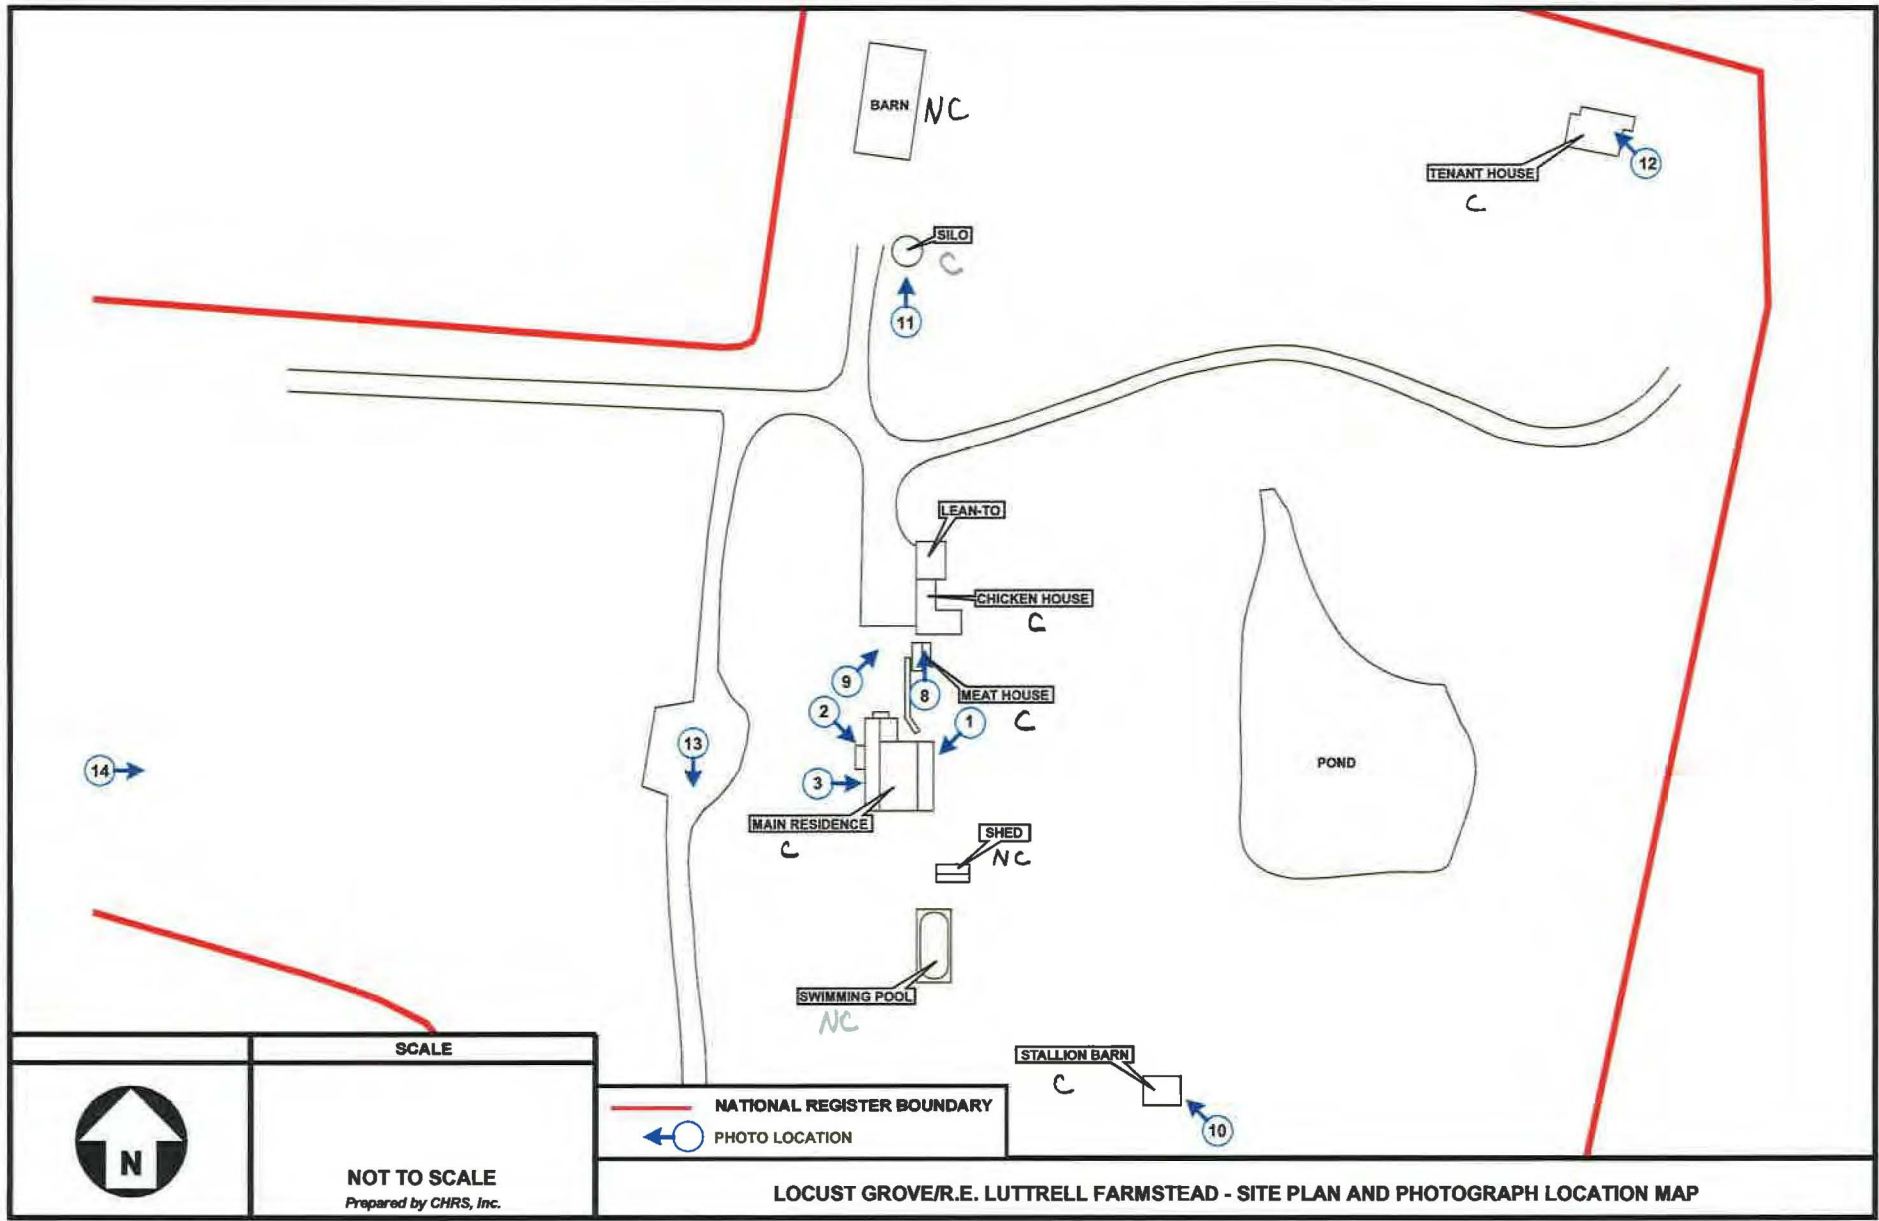 BARN NC
TENANT HOUSE
C
12
SILO
C
11
LEAN-TO
CHICKEN HOUSE
C
9
8
MEAT HOUSE
C
2
1
13
14
3
POND
MAIN RESIDENCE
C
SHED
NC
SWIMMING POOL
NC
STALLION BARN
C
10
SCALE
N
NOT TO SCALE
Prepared by CHRS, Inc.
NATIONAL REGISTER BOUNDARY
PHOTO LOCATION
LOCUST GROVE/R.E. LUTTRELL FARMSTEAD - SITE PLAN AND PHOTOGRAPH LOCATION MAP